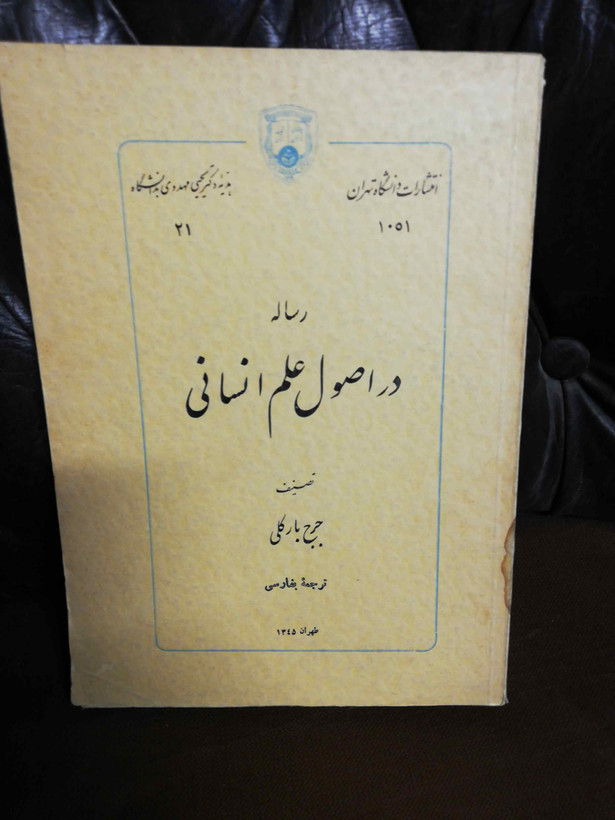 انتشارات دانشگاه تهران
۱۰۵۱
هدیهٔ دکتر یحیی مهدوی بدانشگاه
۲۱
رساله
در اصول علم انسانی
تصنیف
جرج بارکلی
ترجمهٔ بفارسی
طهران ۱۳۴۵